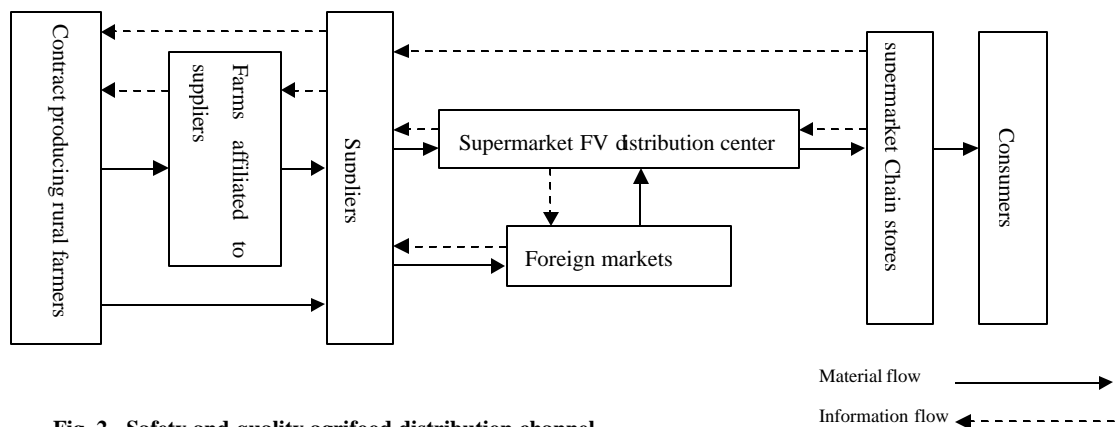 Contract producing rural farmers
Farms affiliated to
suppliers
Suppliers
Supermarket FV distribution center
Foreign markets
supermarket Chain stores
Consumers
Material flow
Information flow
Fig. 2 Safety and quality agrifood distribution channel